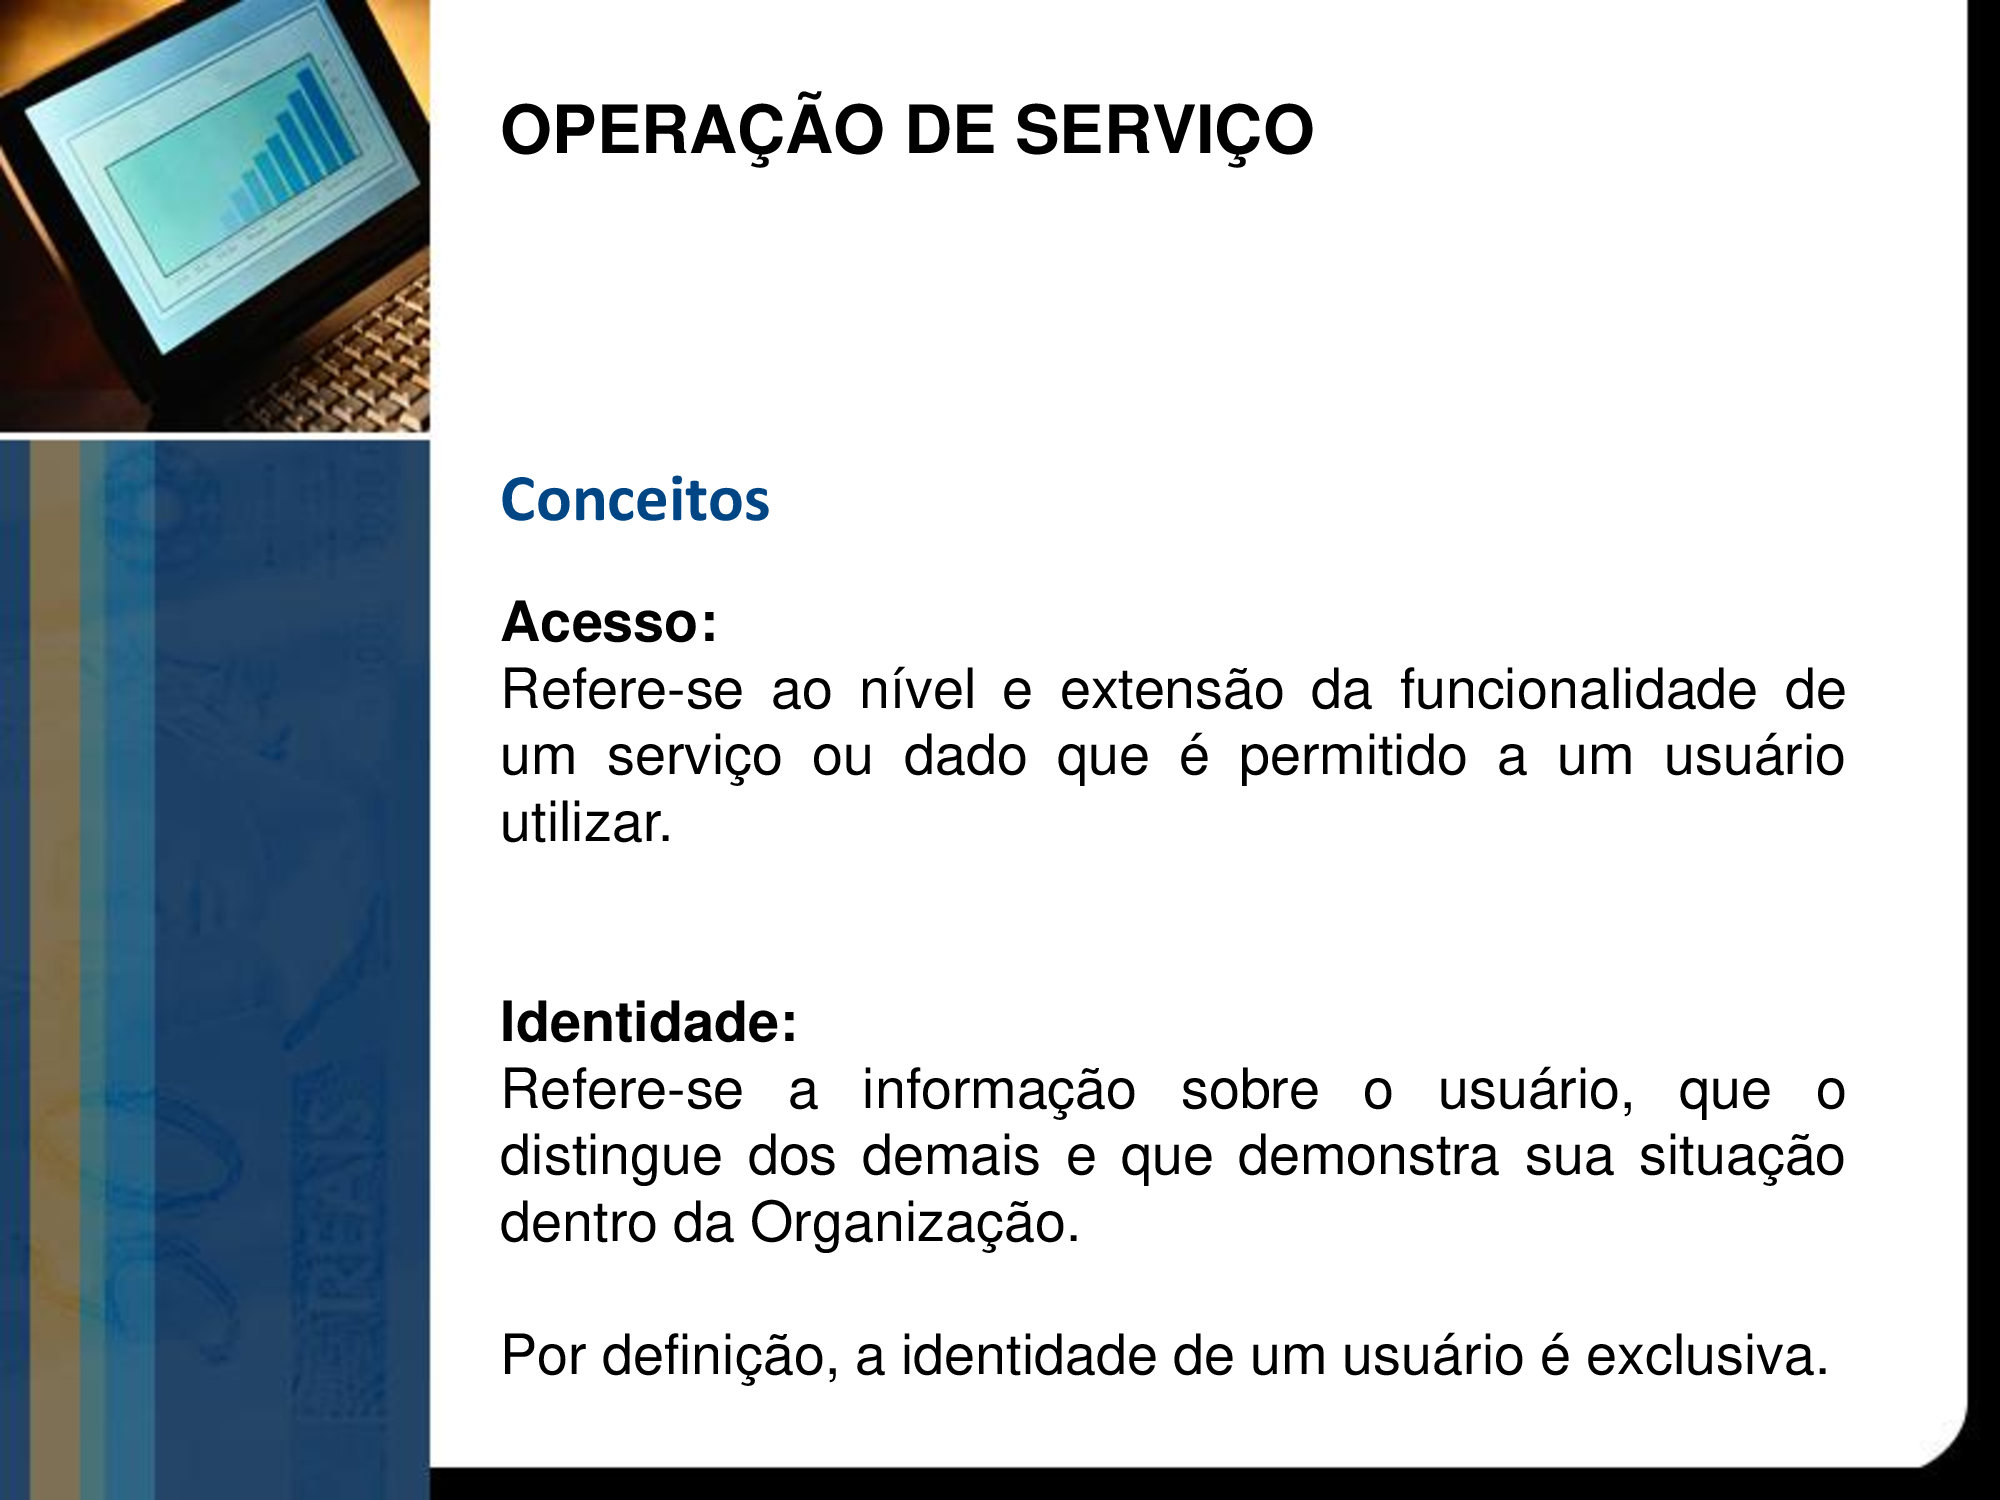 OPERAÇÃO DE SERVIÇO
Conceitos
Acesso:
Refere-se ao nível e extensão da funcionalidade de
um serviço ou dado que é permitido a um usuário
utilizar.
Identidade:
Refere-se a informação sobre o usuário, que o
distingue dos demais e que demonstra sua situação
dentro da Organização.
Por definição, a identidade de um usuário é exclusiva.
REAIS